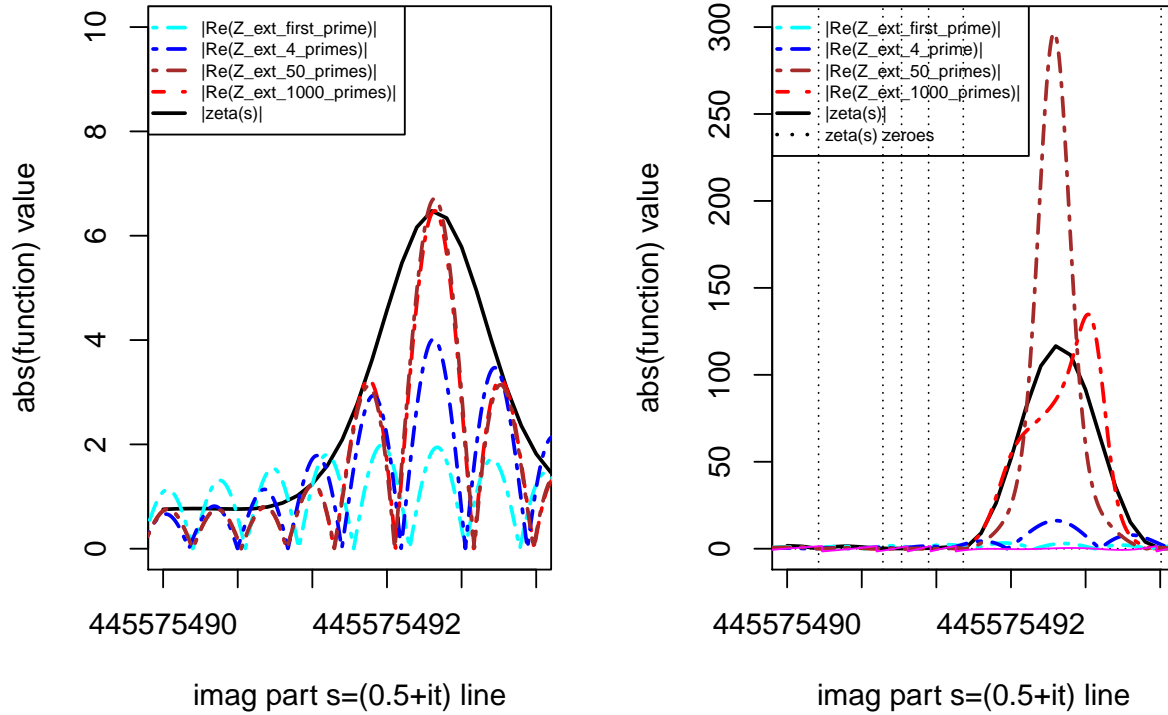 10
8
6
4
2
0
abs(function) value
|Re(Z_ext_first_prime)|
|Re(Z_ext_4_primes)|
|Re(Z_ext_50_primes)|
|Re(Z_ext_1000_primes)|
|zeta(s)|
445575490
445575492
imag part s=(0.5+it) line
300
250
200
150
100
50
0
abs(function) value
|Re(Z_ext_first_prime)|
|Re(Z_ext_4_prime)|
|Re(Z_ext_50_primes)|
|Re(Z_ext_1000_primes)|
|zeta(s)|
zeta(s) zeroes
445575490
445575492
imag part s=(0.5+it) line